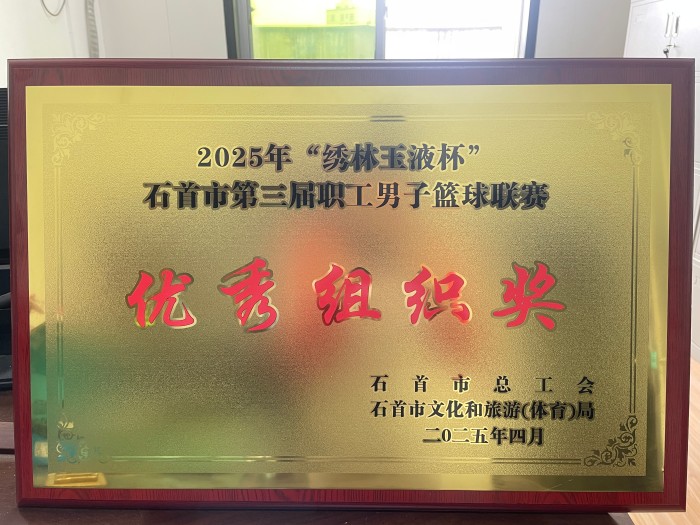 2025年“绣林玉液杯”
石首市第三届职工男子篮球联赛
优秀组织奖
石首市总工会
石首市文化和旅游(体育)局
二0二五年四月